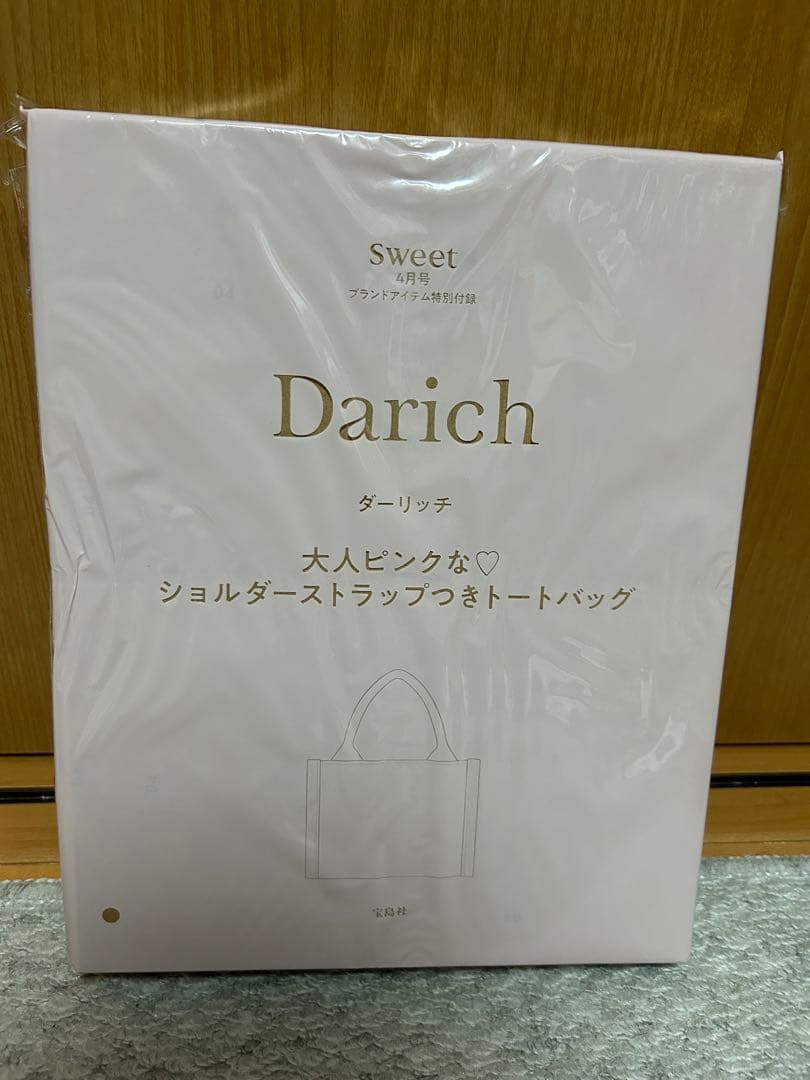 sweet
4月号
ブランドアイテム特別付録
Darich
ダーリッチ
大人ピンクな♡
ショルダーストラップつきトートバッグ
宝島社